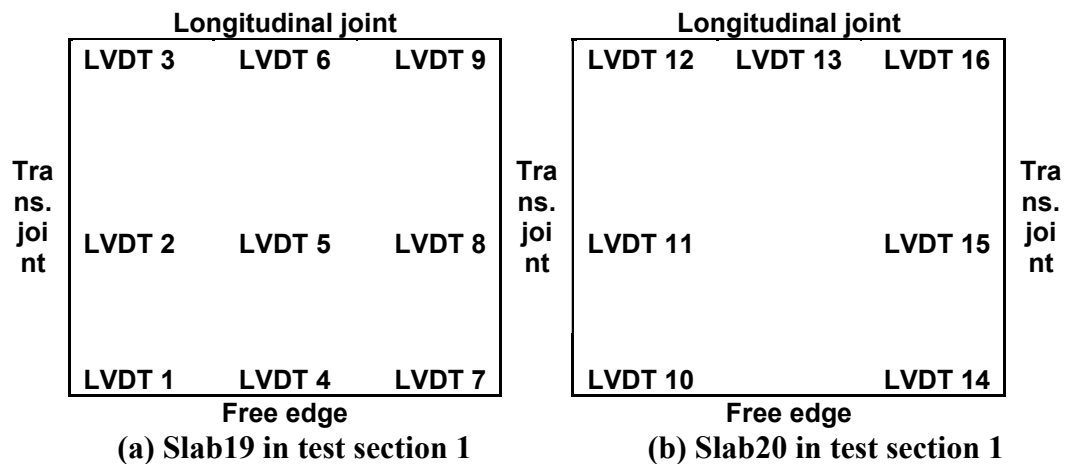 Longitudinal joint
LVDT 3 LVDT 6 LVDT 9
Tra
ns.
joi
nt
LVDT 2 LVDT 5 LVDT 8
LVDT 1 LVDT 4 LVDT 7
Free edge
(a) Slab19 in test section 1
Longitudinal joint
LVDT 12 LVDT 13 LVDT 16
Tra
ns.
joi
nt
LVDT 11 LVDT 15
Tra
ns.
joi
nt
LVDT 10 LVDT 14
Free edge
(b) Slab20 in test section 1